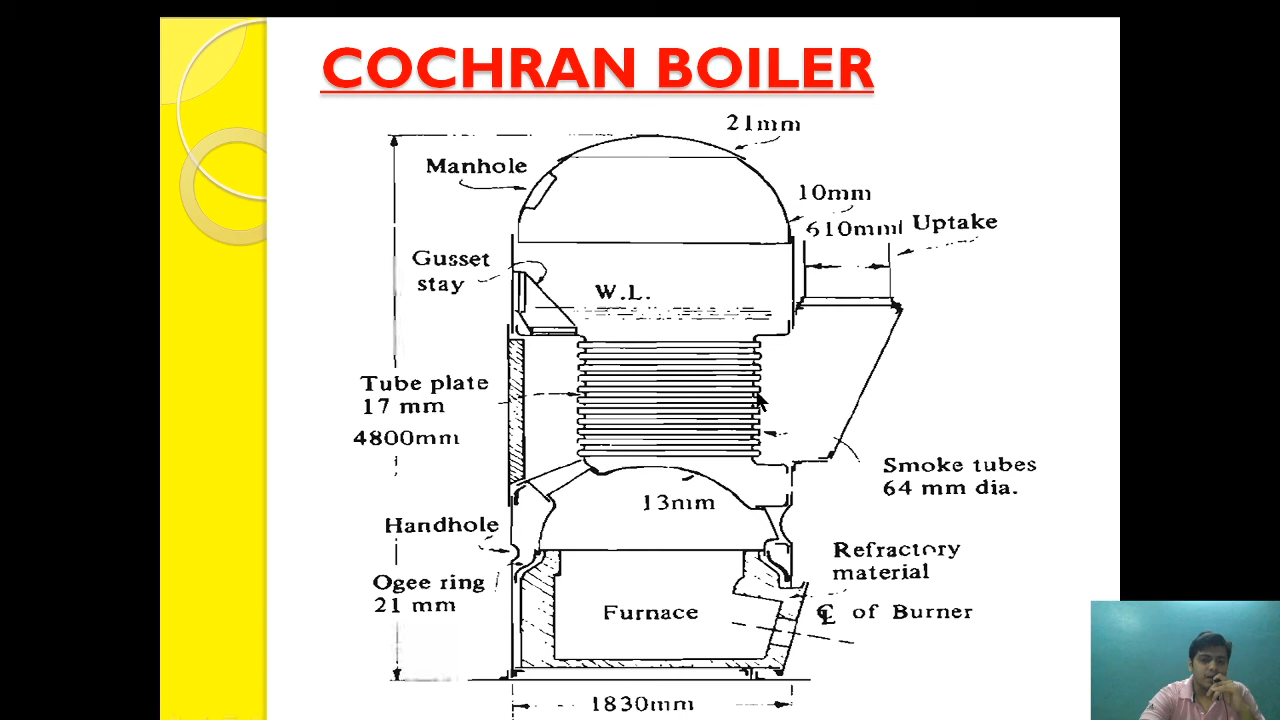 COCHRAN BOILER
21mm
Manhole
10mm
610mm
Uptake
Gusset
stay
W.L.
Tube plate
17 mm
4800mm
Smoke tubes
64 mm dia.
13mm
Handhole
Refractory
material
Ogee ring
21 mm
Furnace
℄ of Burner
1830mm